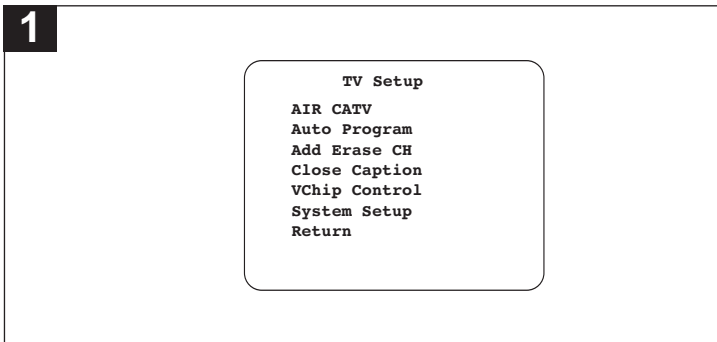 1
TV Setup
AIR CATV
Auto Program
Add Erase CH
Close Caption
VChip Control
System Setup
Return